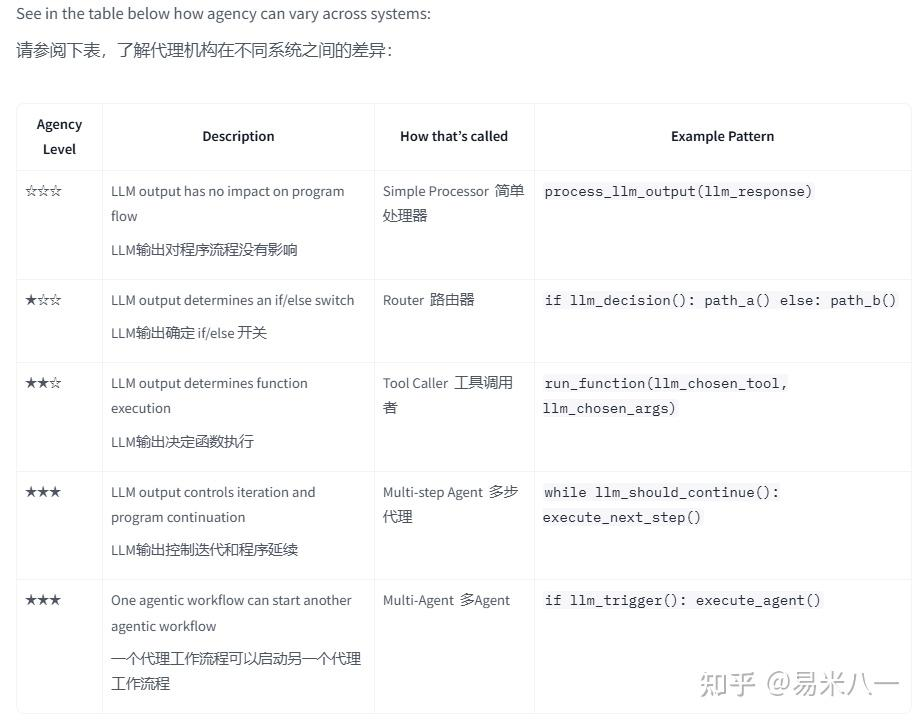 See in the table below how agency can vary across systems:
请参阅下表，了解代理机构在不同系统之间的差异：
Agency
Level
Description
How that’s called
Example Pattern
☆☆☆
LLM output has no impact on program
flow
LLM输出对程序流程没有影响
Simple Processor 简单
处理器
process_llm_output(llm_response)
★☆☆
LLM output determines an if/else switch
LLM输出确定 if/else 开关
Router 路由器
if llm_decision(): path_a() else: path_b()
★★☆
LLM output determines function
execution
LLM输出决定函数执行
Tool Caller 工具调用
者
run_function(llm_chosen_tool,
llm_chosen_args)
★★★
LLM output controls iteration and
program continuation
LLM输出控制迭代和程序延续
Multi-step Agent 多步
代理
while llm_should_continue():
execute_next_step()
★★★
One agentic workflow can start another
agentic workflow
一个代理工作流程可以启动另一个代理
工作流程
Multi-Agent 多Agent
if llm_trigger(): execute_agent()
知乎 @易米八一